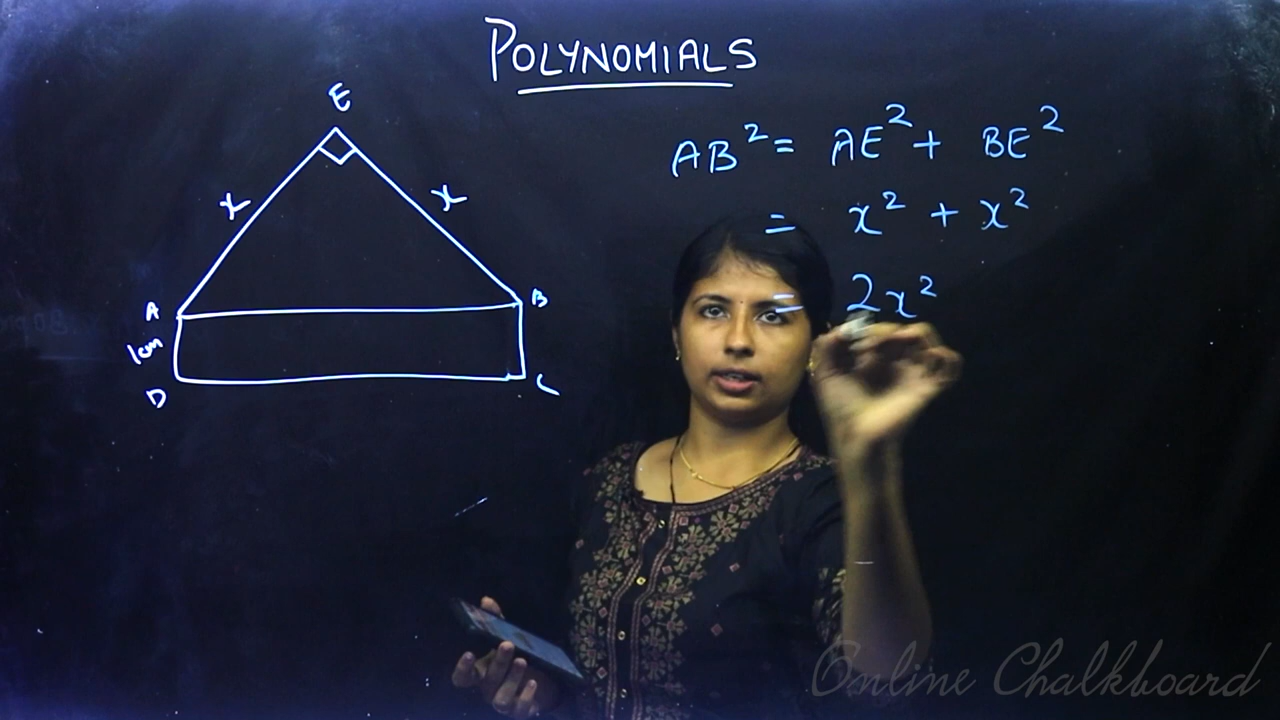 POLYNOMIALS
E
x x
A B
1cm
D C
AB² = AE² + BE²
= x² + x²
= 2x²
Online Chalkboard